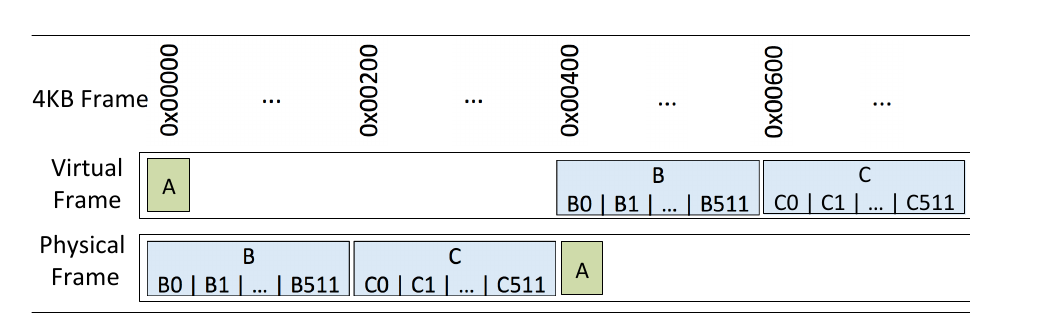 4KB Frame 0x00000 ... 0x00200 ... 0x00400 ... 0x00600 ...
Virtual Frame
A
B
B0 | B1 | ... | B511
C
C0 | C1 | ... | C511
Physical Frame
B
B0 | B1 | ... | B511
C
C0 | C1 | ... | C511
A